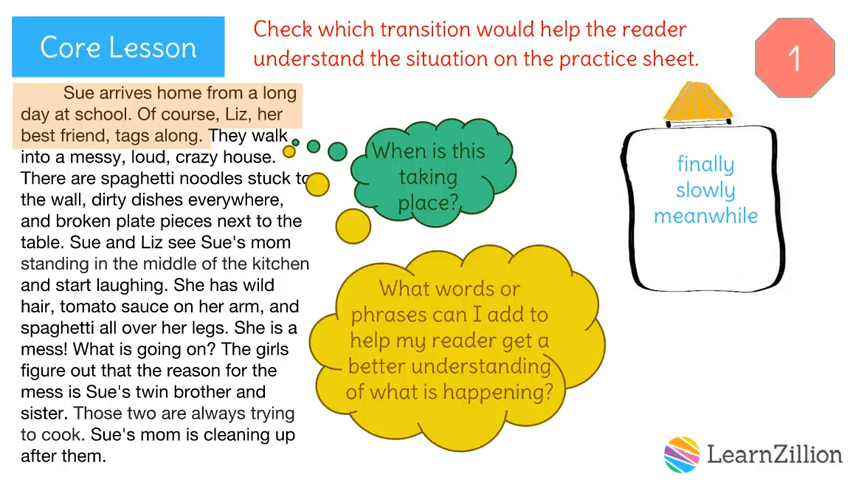 Core Lesson
Check which transition would help the reader
understand the situation on the practice sheet.
1
Sue arrives home from a long
day at school. Of course, Liz, her
best friend, tags along. They walk
into a messy, loud, crazy house.
There are spaghetti noodles stuck to
the wall, dirty dishes everywhere,
and broken plate pieces next to the
table. Sue and Liz see Sue's mom
standing in the middle of the kitchen
and start laughing. She has wild
hair, tomato sauce on her arm, and
spaghetti all over her legs. She is a
mess! What is going on? The girls
figure out that the reason for the
mess is Sue's twin brother and
sister. Those two are always trying
to cook. Sue's mom is cleaning up
after them.
When is this
taking
place?
What words or
phrases can I add to
help my reader get a
better understanding
of what is happening?
finally
slowly
meanwhile
LearnZillion